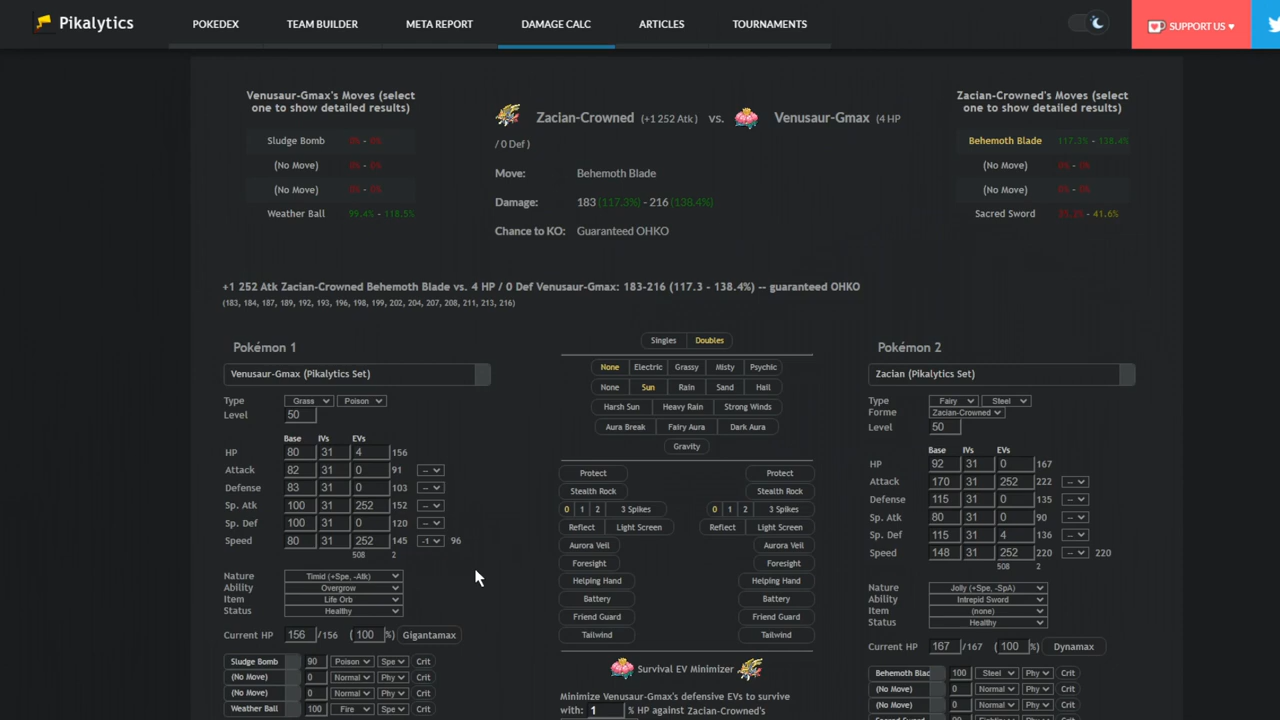 Pikalytics
POKEDEX TEAM BUILDER META REPORT DAMAGE CALC ARTICLES TOURNAMENTS
SUPPORT US ♥
Venusaur-Gmax's Moves (select
one to show detailed results)
Sludge Bomb 0% - 0%
(No Move) 0% - 0%
(No Move) 0% - 0%
Weather Ball 99.4% - 118.5%
Zacian-Crowned (+1 252 Atk ) VS. Venusaur-Gmax (4 HP
/ 0 Def )
Move: Behemoth Blade
Damage: 183 (117.3%) - 216 (138.4%)
Chance to KO: Guaranteed OHKO
Zacian-Crowned's Moves (select
one to show detailed results)
Behemoth Blade 117.3% - 138.4%
(No Move) 0% - 0%
(No Move) 0% - 0%
Sacred Sword - 41.6%
+1 252 Atk Zacian-Crowned Behemoth Blade vs. 4 HP / 0 Def Venusaur-Gmax: 183-216 (117.3 - 138.4%) -- guaranteed OHKO
(183, 184, 187, 189, 192, 193, 196, 198, 199, 202, 204, 207, 208, 211, 213, 216)
Pokémon 1
Venusaur-Gmax (Pikalytics Set)
Type Grass Poison
Level 50
Base IVs EVs
HP 80 31 4 156
Attack 82 31 0 91 --
Defense 83 31 0 103 --
Sp. Atk 100 31 252 152 --
Sp. Def 100 31 0 120 --
Speed 80 31 252 145 -1 96
508 2
Nature Timid (+Spe, -Atk)
Ability Overgrow
Item Life Orb
Status Healthy
Current HP 156 /156 ( 100 %) Gigantamax
Sludge Bomb 90 Poison Spe Crit
(No Move) 0 Normal Phy Crit
(No Move) 0 Normal Phy Crit
Weather Ball 100 Fire Spe Crit
Singles Doubles
None Electric Grassy Misty Psychic
None Sun Rain Sand Hail
Harsh Sun Heavy Rain Strong Winds
Aura Break Fairy Aura Dark Aura
Gravity
Protect Protect
Stealth Rock Stealth Rock
0 1 2 3 Spikes 0 1 2 3 Spikes
Reflect Light Screen Reflect Light Screen
Aurora Veil Aurora Veil
Foresight Foresight
Helping Hand Helping Hand
Battery Battery
Friend Guard Friend Guard
Tailwind Tailwind
Survival EV Minimizer
Minimize Venusaur-Gmax's defensive EVs to survive
with: 1 % HP against Zacian-Crowned's
Pokémon 2
Zacian (Pikalytics Set)
Type Fairy Steel
Forme Zacian-Crowned
Level 50
Base IVs EVs
HP 92 31 0 167
Attack 170 31 252 222 --
Defense 115 31 0 135 --
Sp. Atk 80 31 0 90 --
Sp. Def 115 31 4 136 --
Speed 148 31 252 220 -- 220
508 2
Nature Jolly (+Spe, -SpA)
Ability Intrepid Sword
Item (none)
Status Healthy
Current HP 167 /167 ( 100 %) Dynamax
Behemoth Blad 100 Steel Phy Crit
(No Move) 0 Normal Phy Crit
(No Move) 0 Normal Phy Crit